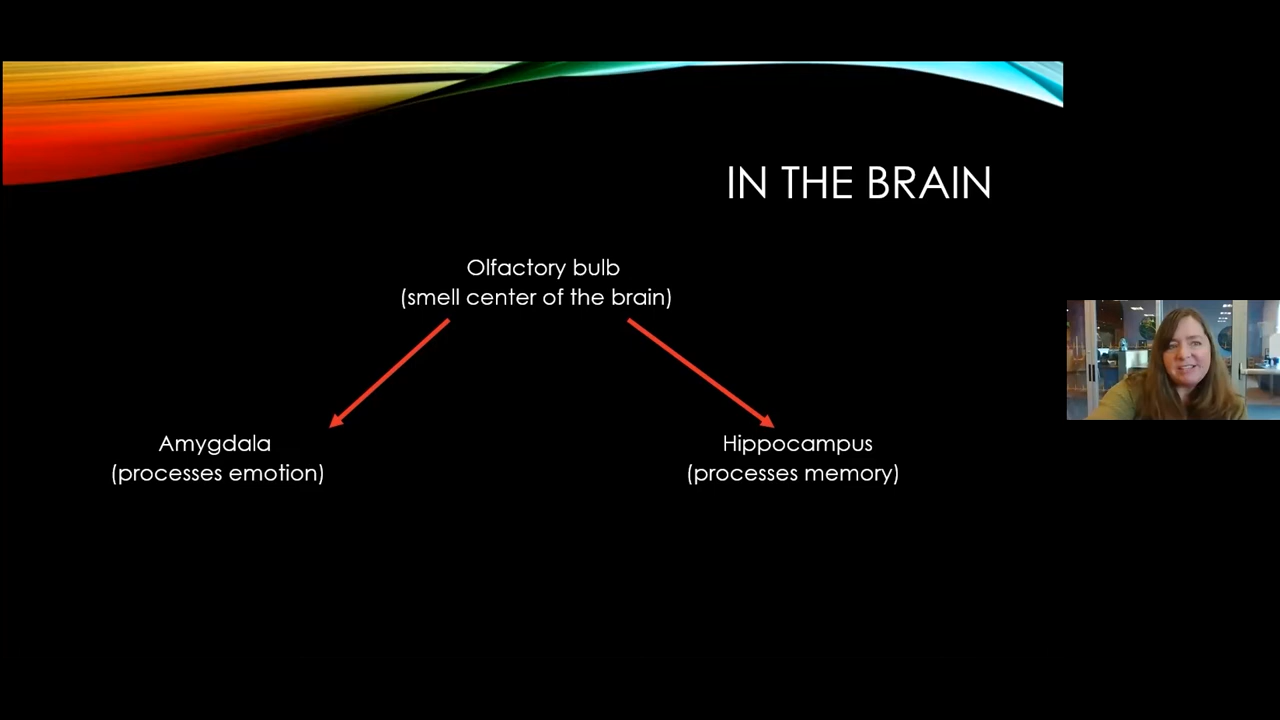 IN THE BRAIN
Olfactory bulb
(smell center of the brain)
Amygdala
(processes emotion)
Hippocampus
(processes memory)